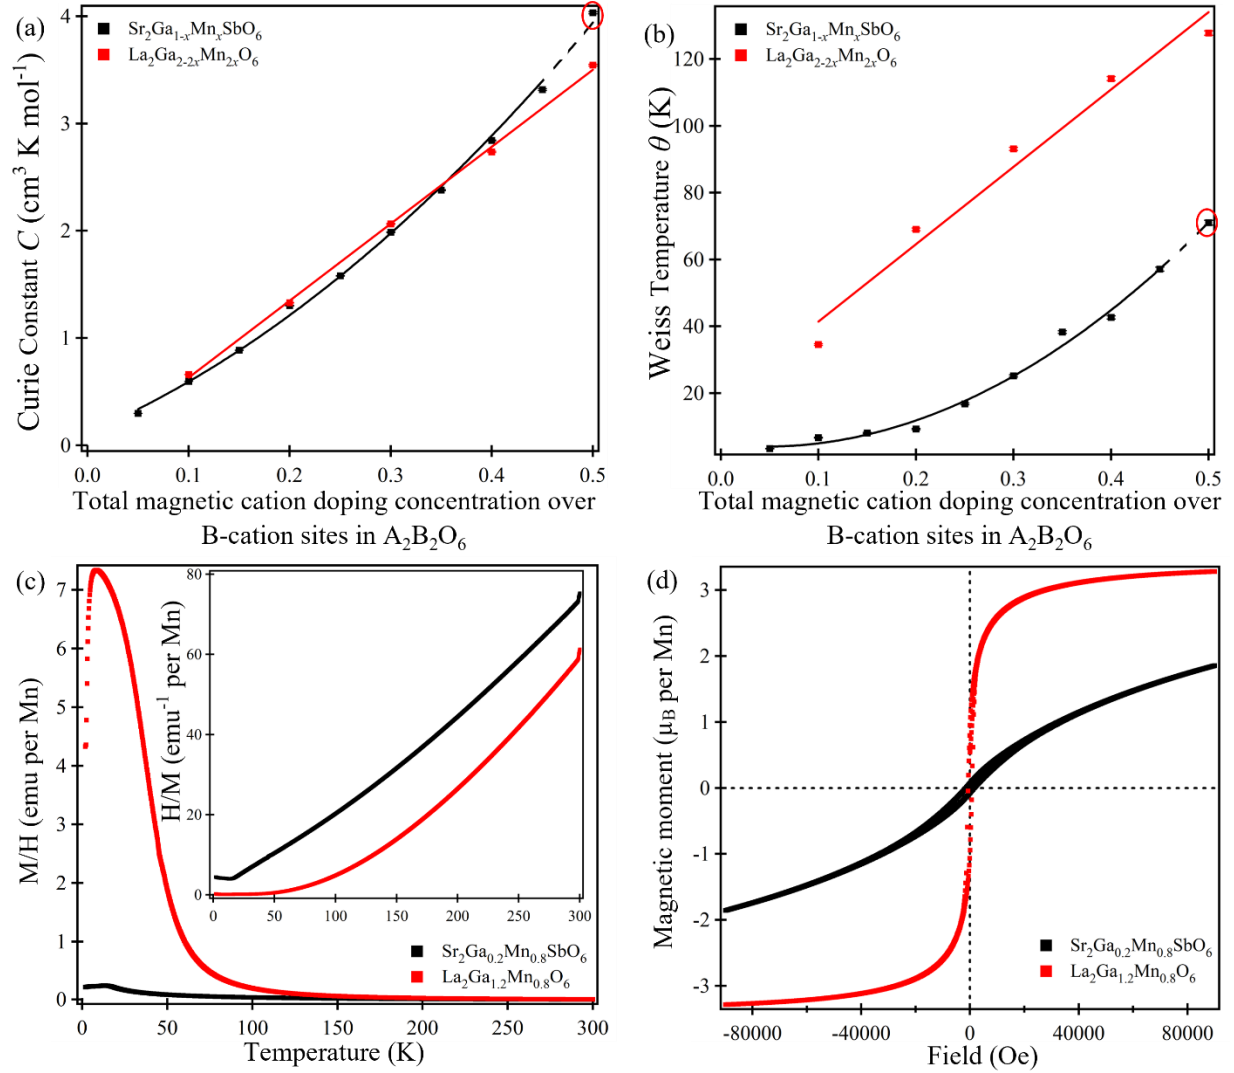 (a)
Sr₂Ga₁₋ₓMnₓSbO₆
La₂Ga₂₋₂ₓMn₂ₓO₆
Curie Constant C (cm³ K mol⁻¹)
4
3
2
1
0
0.0 0.1 0.2 0.3 0.4 0.5
Total magnetic cation doping concentration over
B-cation sites in A₂B₂O₆
(b)
Sr₂Ga₁₋ₓMnₓSbO₆
La₂Ga₂₋₂ₓMn₂ₓO₆
Weiss Temperature θ (K)
120
100
80
60
40
20
0.0 0.1 0.2 0.3 0.4 0.5
Total magnetic cation doping concentration over
B-cation sites in A₂B₂O₆
(c)
M/H (emu per Mn)
7
6
5
4
3
2
1
0
0 50 100 150 200 250 300
Temperature (K)
H/M (emu⁻¹ per Mn)
80
60
40
20
0
0 50 100 150 200 250 300
Sr₂Ga₀.₂Mn₀.₈SbO₆
La₂Ga₁.₂Mn₀.₈O₆
(d)
Magnetic moment (μB per Mn)
3
2
1
0
-1
-2
-3
-80000 -40000 0 40000 80000
Field (Oe)
Sr₂Ga₀.₂Mn₀.₈SbO₆
La₂Ga₁.₂Mn₀.₈O₆